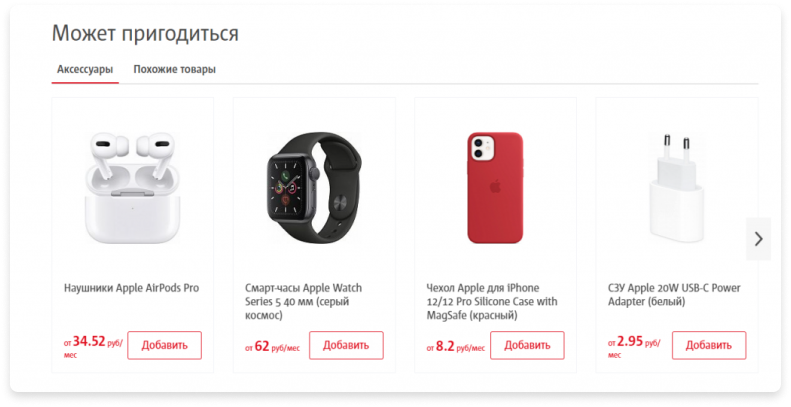 Может пригодиться
Аксессуары Похожие товары
Наушники Apple AirPods Pro
от 34.52 руб/
мес
Добавить
Смарт-часы Apple Watch
Series 5 40 мм (серый
космос)
от 62 руб/мес
Добавить
Чехол Apple для iPhone
12/12 Pro Silicone Case with
MagSafe (красный)
от 8.2 руб/мес
Добавить
СЗУ Apple 20W USB-C Power
Adapter (белый)
от 2.95 руб/
мес
Добавить